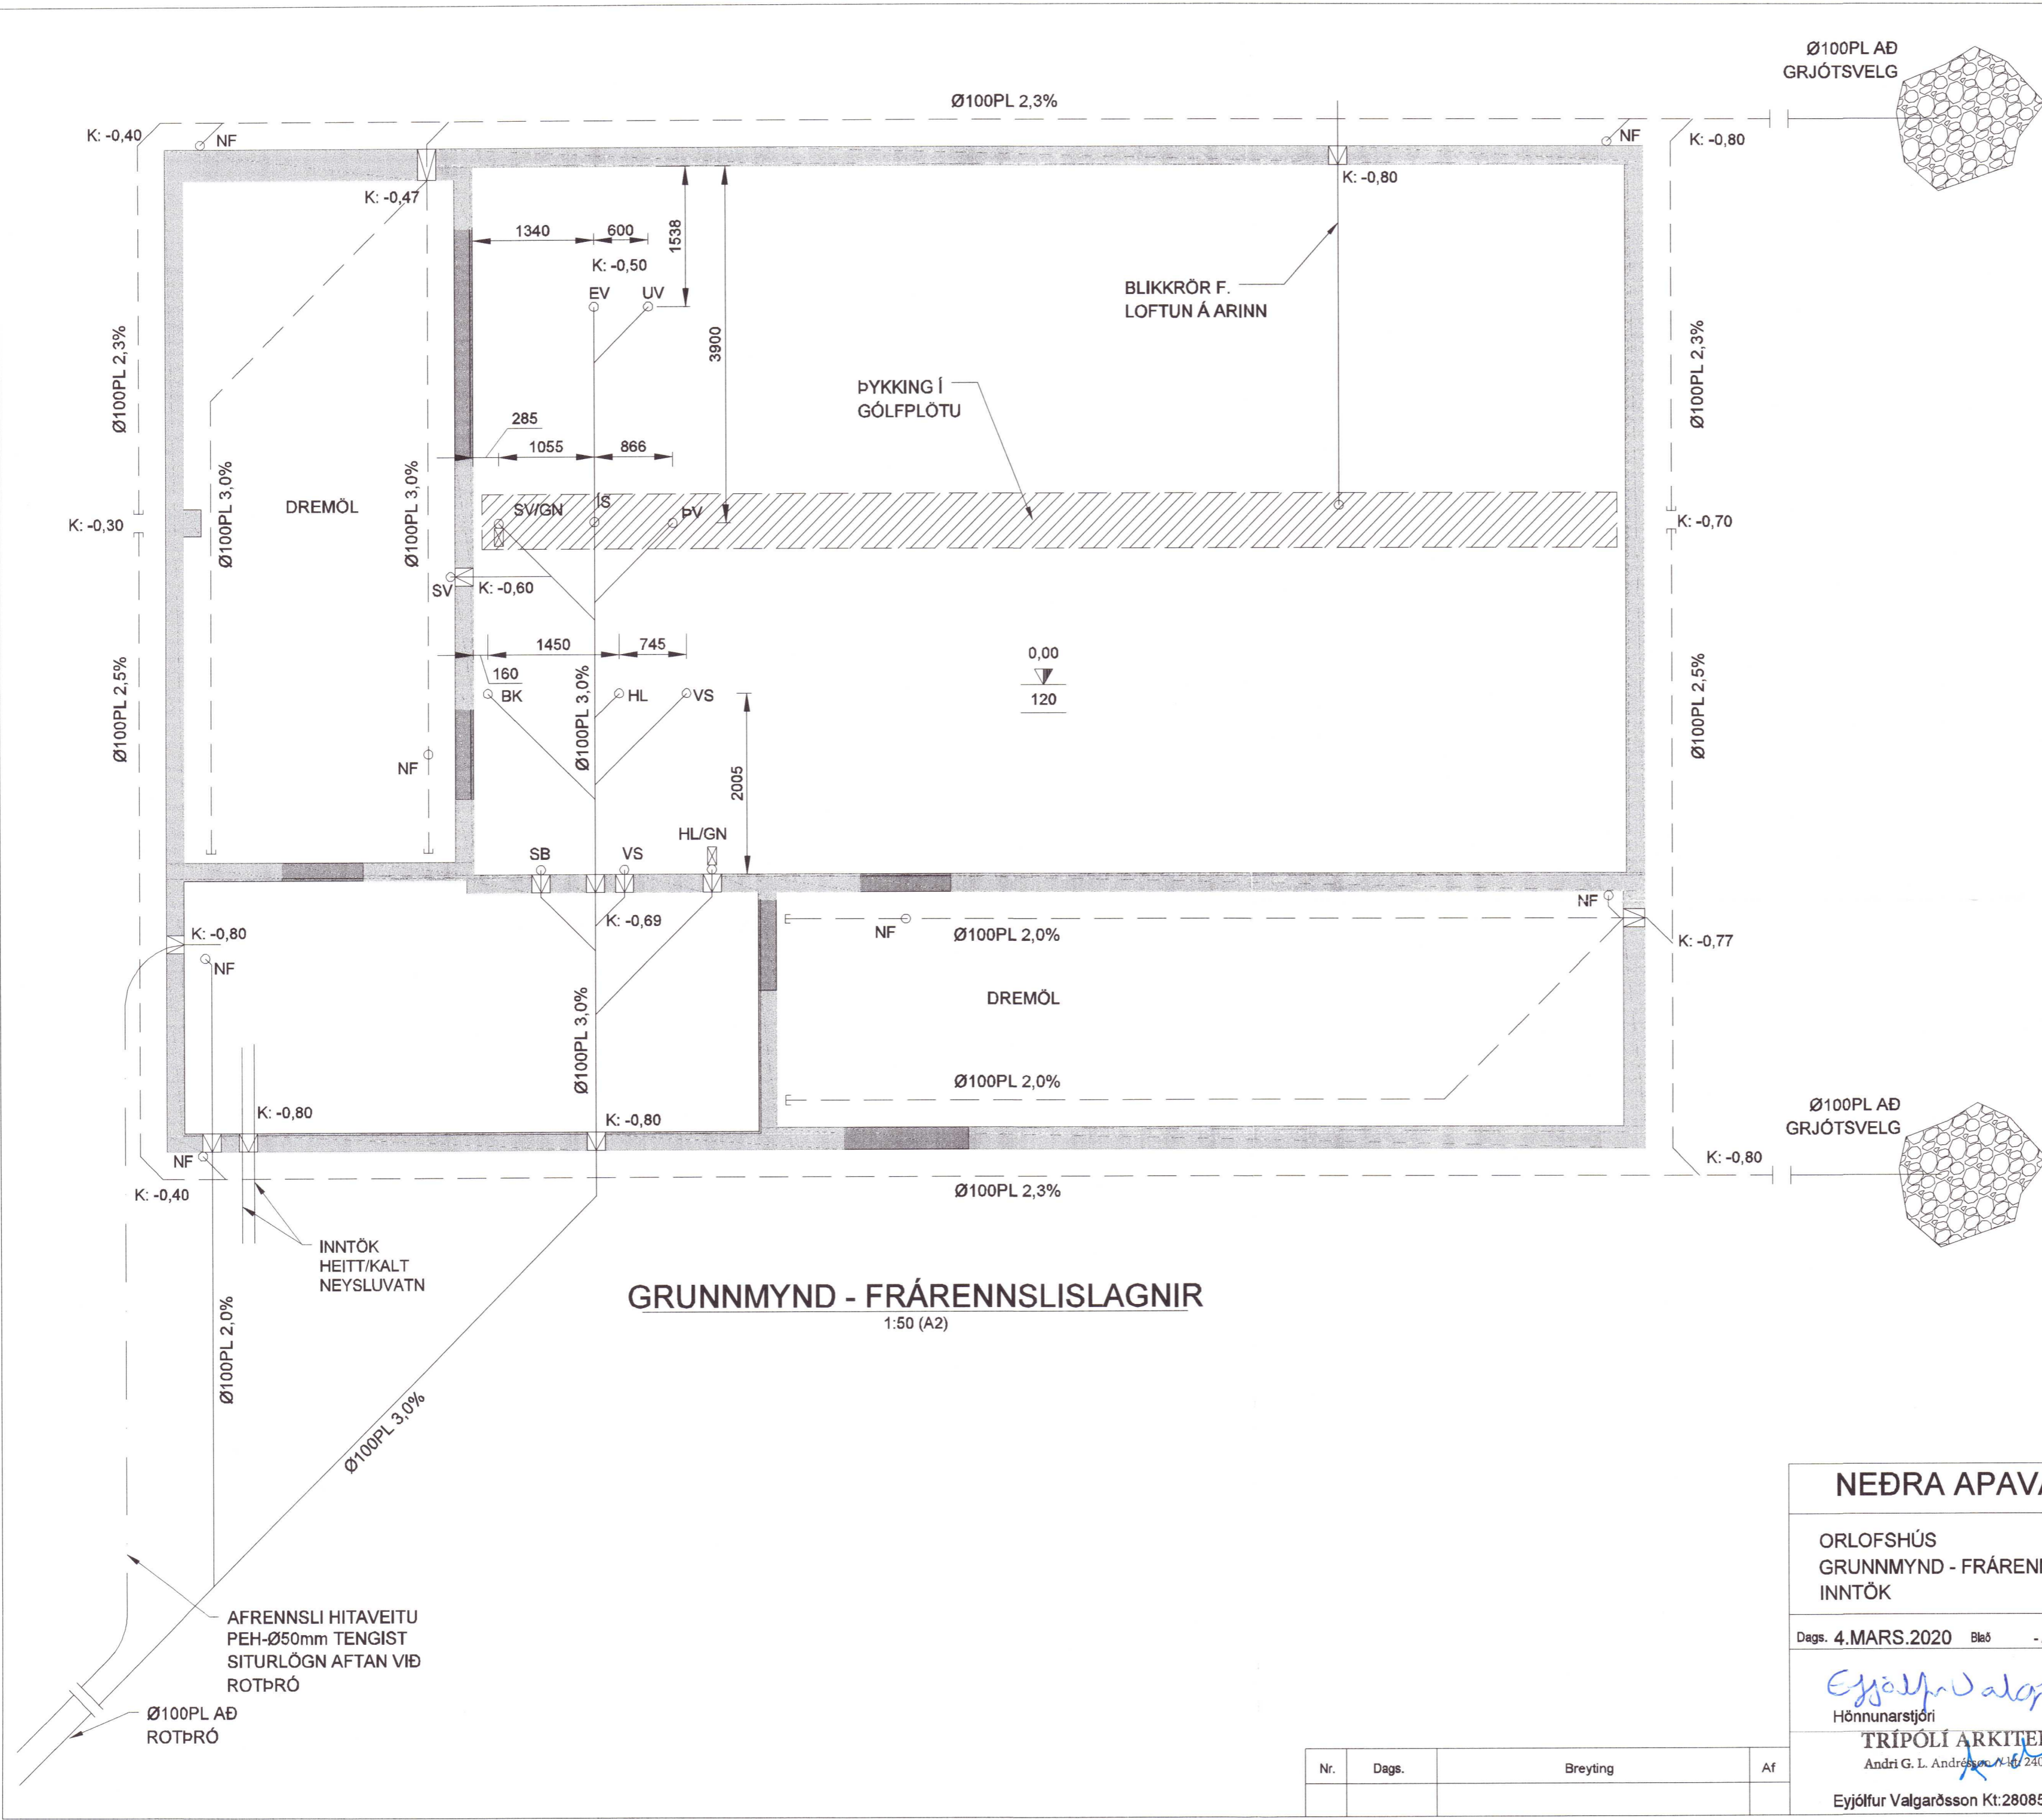 Ø100PL AÐ
GRJÓTSVELG
Ø100PL 2,3%
K: -0,40
NF
NF
K: -0,80
K: -0,47
K: -0,80
1340
600
1538
K: -0,50
EV
UV
3900
BLIKKRÖR F.
LOFTUN Á ARINN
Ø100PL 2,3%
Ø100PL 2,3%
ÞYKKING Í
GÓLFPLÖTU
285
1055
866
Ø100PL 3,0%
DREMÖL
Ø100PL 3,0%
SV/GN
ÍS
ÞV
K: -0,30
K: -0,70
SV
K: -0,60
1450
745
160
BK
HL
VS
Ø100PL 3,0%
0,00
120
Ø100PL 2,5%
Ø100PL 2,5%
NF
2005
HL/GN
SB
VS
K: -0,69
K: -0,80
NF
NF
Ø100PL 2,0%
NF
K: -0,77
DREMÖL
Ø100PL 3,0%
Ø100PL 2,0%
K: -0,80
K: -0,80
Ø100PL AÐ
GRJÓTSVELG
NF
K: -0,40
K: -0,80
Ø100PL 2,3%
INNTÖK
HEITT/KALT
NEYSLUVATN
GRUNNMYND - FRÁRENNSLISLAGNIR
1:50 (A2)
Ø100PL 2,0%
Ø100PL 3,0%
AFRENNSLI HITAVEITU
PEH-Ø50mm TENGIST
SITURLÖGN AFTAN VIÐ
ROTÞRÓ
Ø100PL AÐ
ROTÞRÓ
NEÐRA APAV
ORLOFSHÚS
GRUNNMYND - FRÁREN
INNTÖK
Dags. 4.MARS.2020 Blað -
Hönnunarstjóri
TRÍPÓLÍ ARKITE
Andri G. L. Andrésson
Eyjólfur Valgarðsson Kt:28085
Nr. Dags. Breyting Af